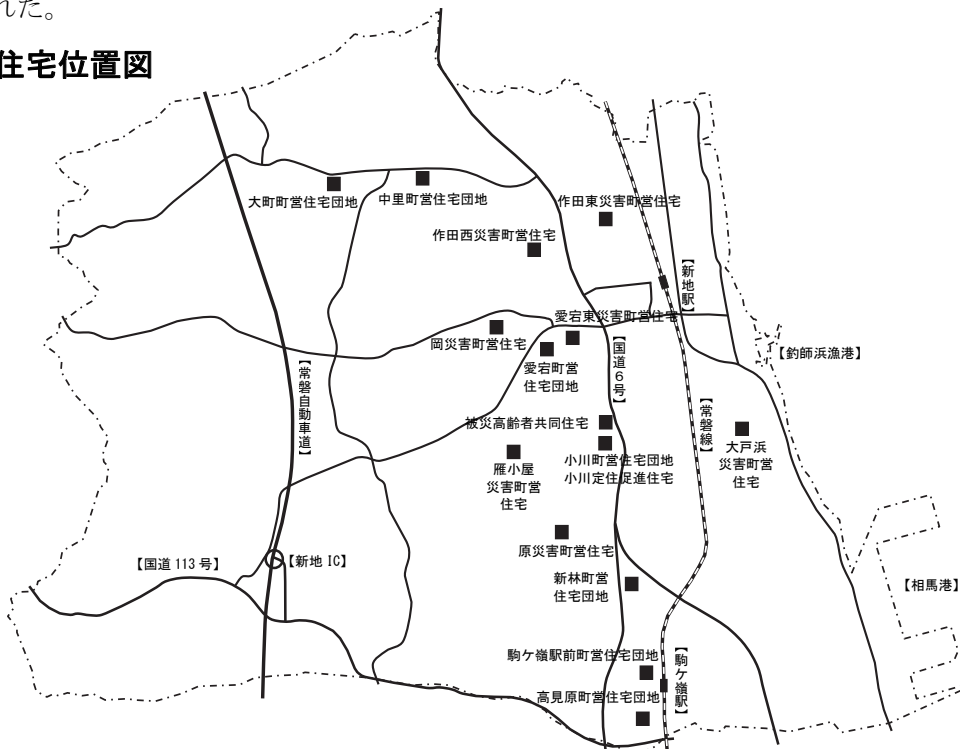 れた。
住宅位置図
大町町営住宅団地
中里町営住宅団地
作田東災害町営住宅
作田西災害町営住宅
【新地駅】
愛宕東災害町営住宅
岡災害町営住宅
愛宕町営
住宅団地
【国道6号】
【釣師浜漁港】
【常磐自動車道】
【常磐線】
被災高齢者共同住宅
小川町営住宅団地
小川定住促進住宅
雁小屋
災害町営
住宅
大戸浜
災害町営
住宅
原災害町営住宅
【国道113号】
【新地IC】
新林町営
住宅団地
【相馬港】
駒ケ嶺駅前町営住宅団地
【駒ケ嶺駅】
高見原町営住宅団地